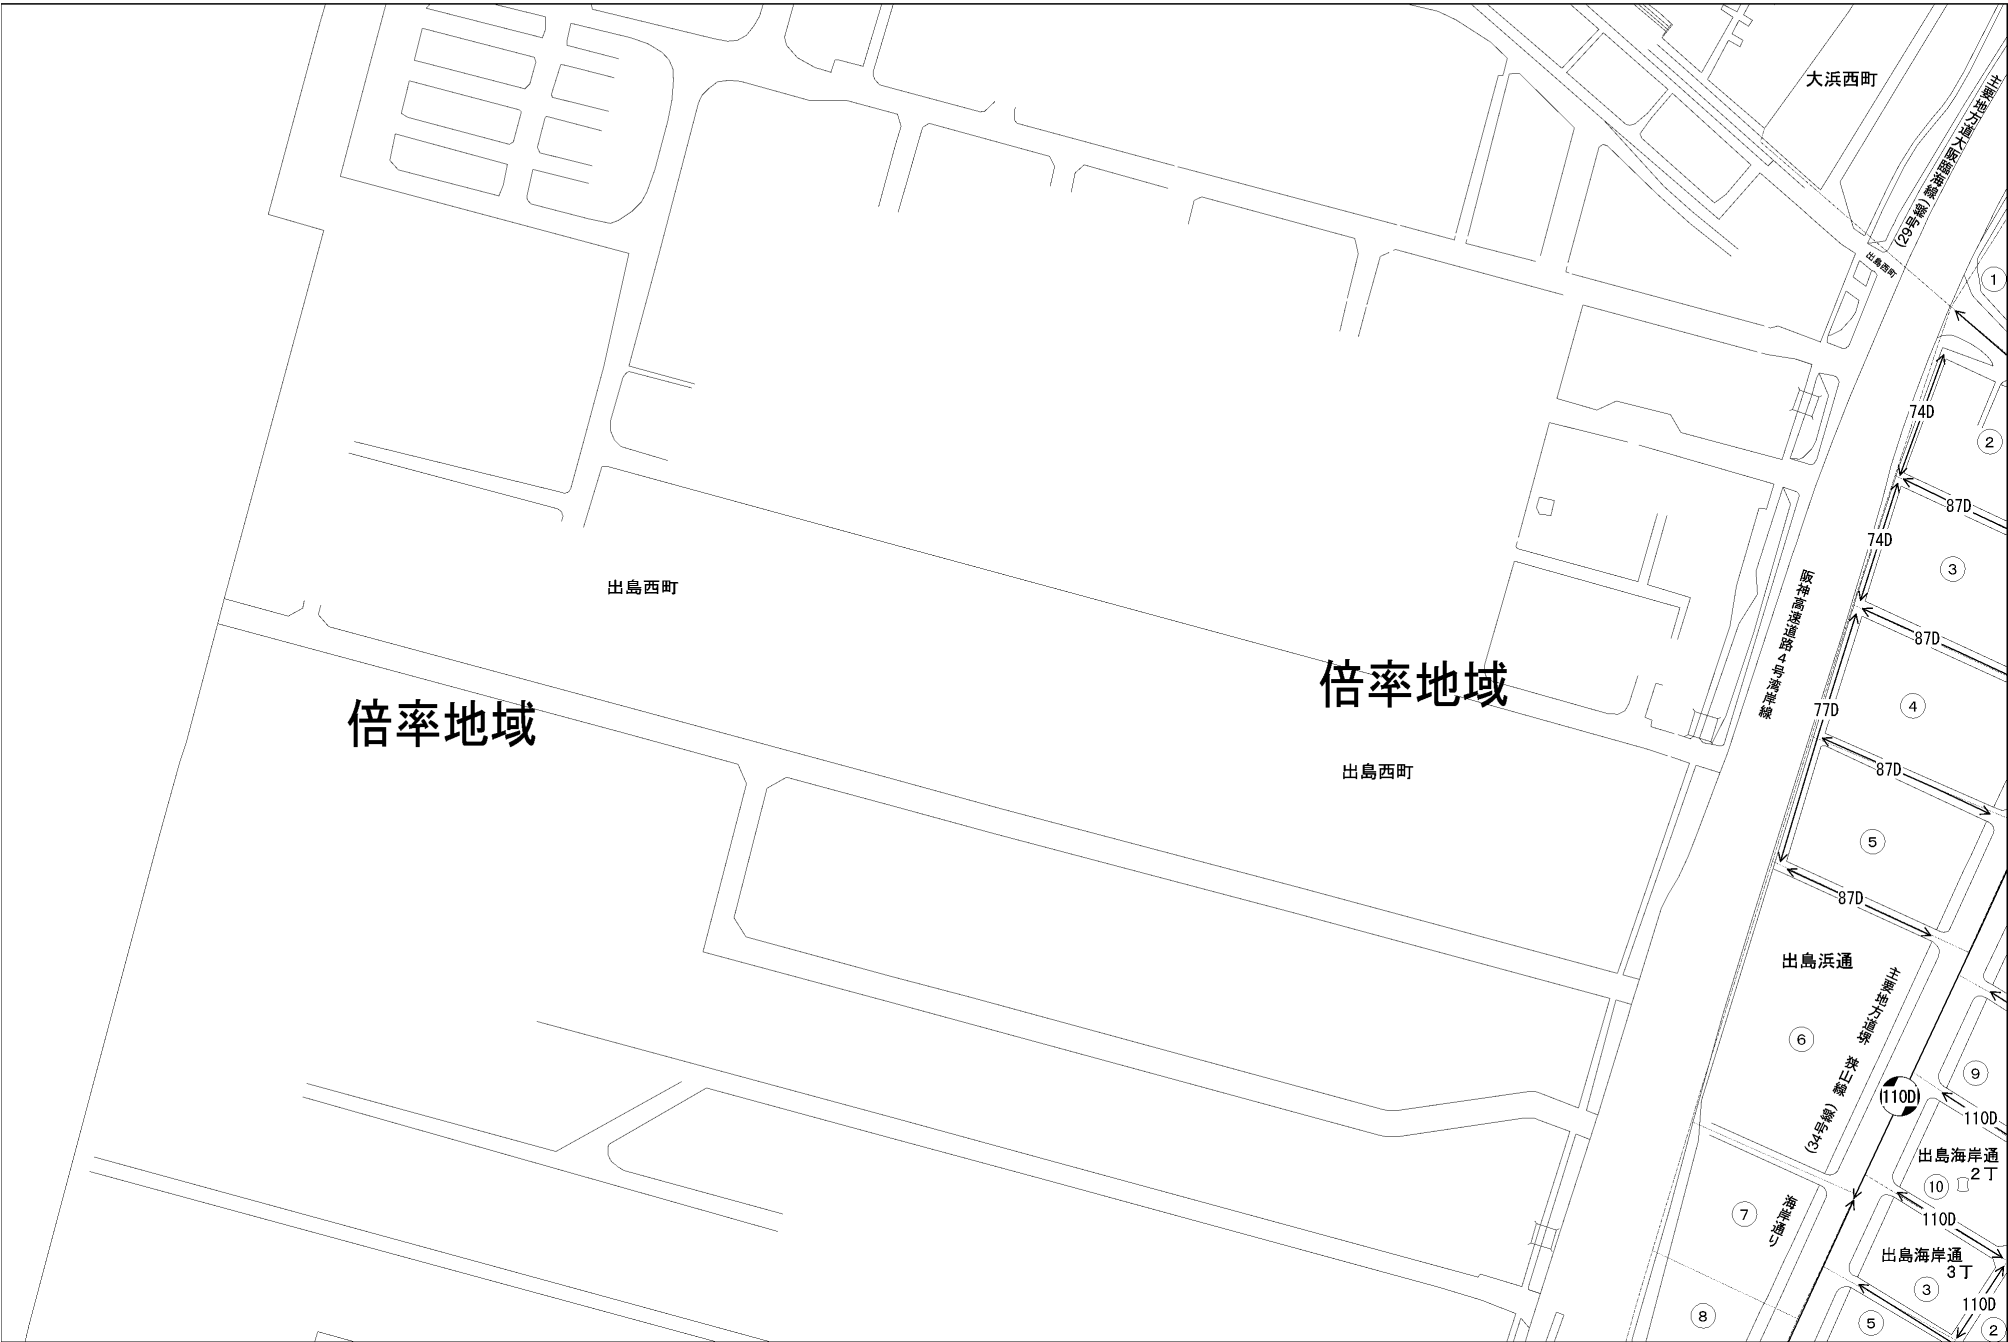 大浜西町
主要地方道大阪臨海線
(29号線)
出島西町
1
74D
2
87D
74D
3
出島西町
阪神高速道路4号湾岸線
87D
倍率地域
倍率地域
77D
4
出島西町
87D
5
87D
出島浜通
主要地方道堺 狭山線
(34号線)
6
9
110D
110D
出島海岸通
2丁
10
7
海岸通り
110D
出島海岸通
3丁
3
110D
8
5
2